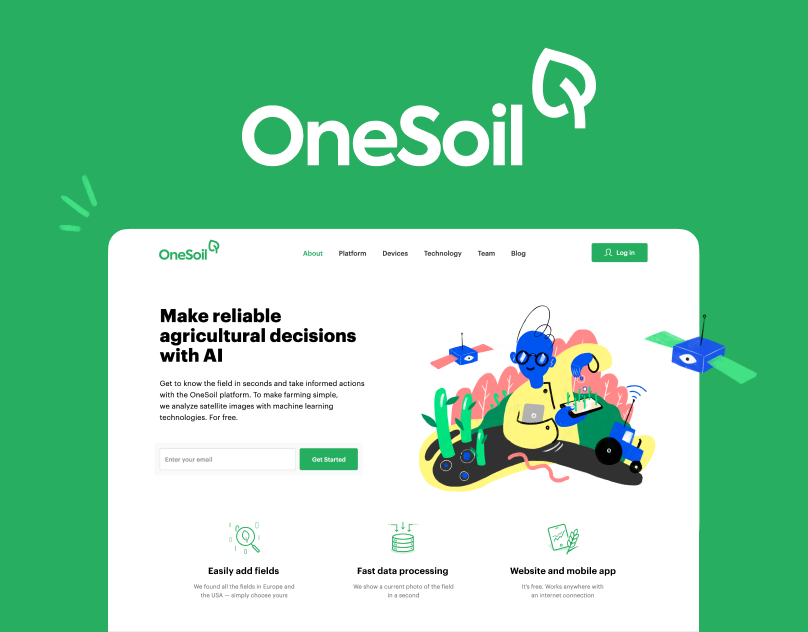 OneSoil
OneSoil
About Platform Devices Technology Team Blog Log in
Make reliable
agricultural decisions
with AI
Get to know the field in seconds and take informed actions
with the OneSoil platform. To make farming simple,
we analyze satellite images with machine learning
technologies. For free.
Enter your email Get Started
Easily add fields
We found all the fields in Europe and
the USA — simply choose yours
Fast data processing
We show a current photo of the field
in a second
Website and mobile app
It's free. Works anywhere with
an internet connection